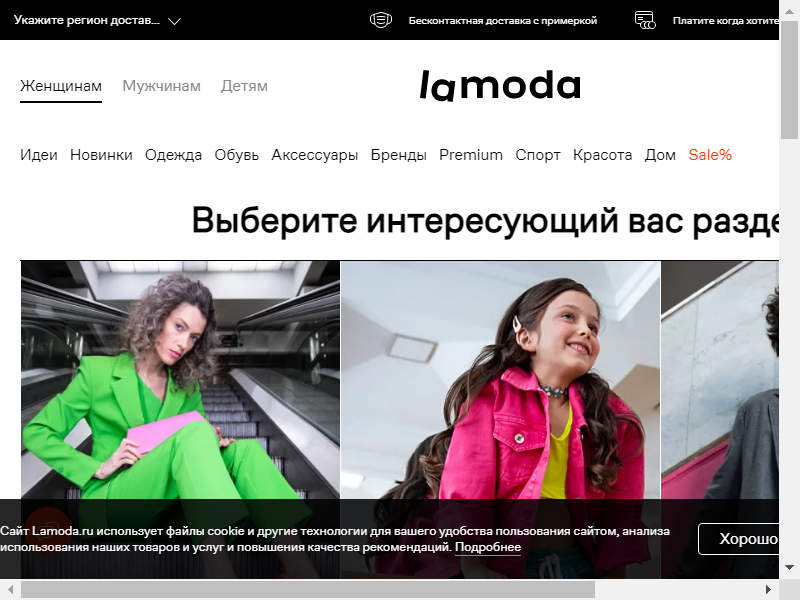 Укажите регион достав...
Бесконтактная доставка с примеркой
Платите когда хотите
Женщинам Мужчинам Детям
lamoda
Идеи Новинки Одежда Обувь Аксессуары Бренды Premium Спорт Красота Дом Sale%
Выберите интересующий вас разде
Сайт Lamoda.ru использует файлы cookie и другие технологии для вашего удобства пользования сайтом, анализа
использования наших товаров и услуг и повышения качества рекомендаций. Подробнее
Хорошо